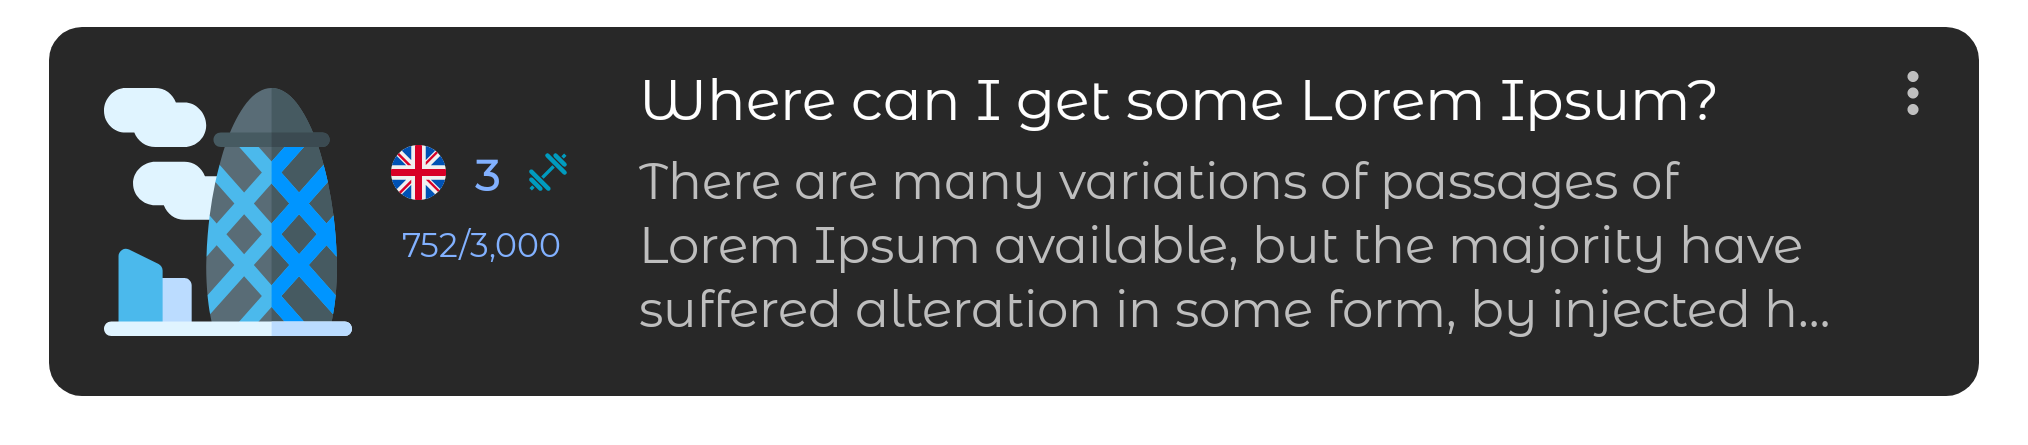 3
752/3,000
Where can I get some Lorem Ipsum?
There are many variations of passages of
Lorem Ipsum available, but the majority have
suffered alteration in some form, by injected h...